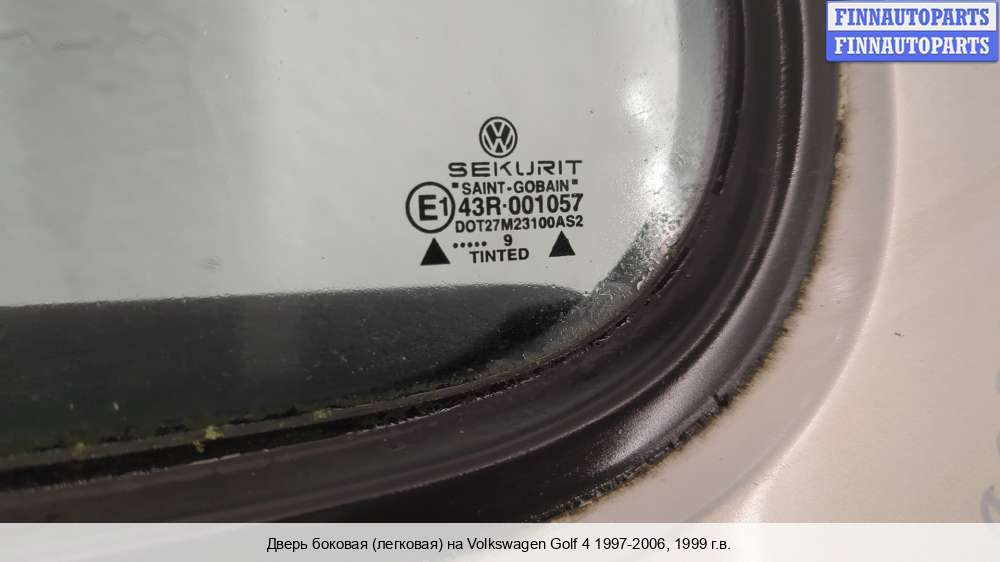 FINNAUTOPARTS
FINNAUTOPARTS
SEKURIT
"SAINT-GOBAIN"
E1 43R-001057
DOT27M23100AS2
..... 9
TINTED
Дверь боковая (легковая) на Volkswagen Golf 4 1997-2006, 1999 г.в.